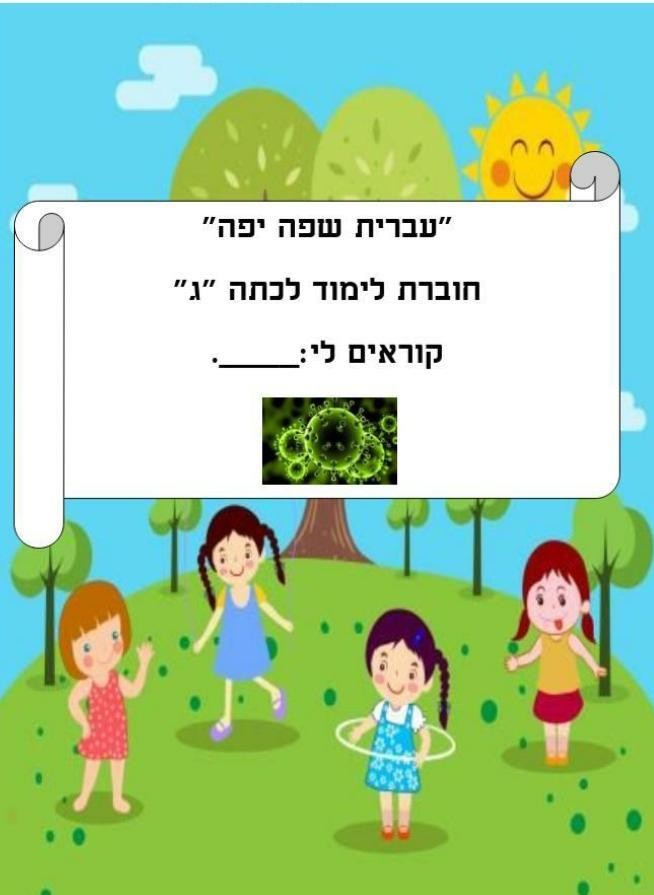 "עברית שפה יפה"
חוברת לימוד לכתה "ג"
קוראים לי:_____.